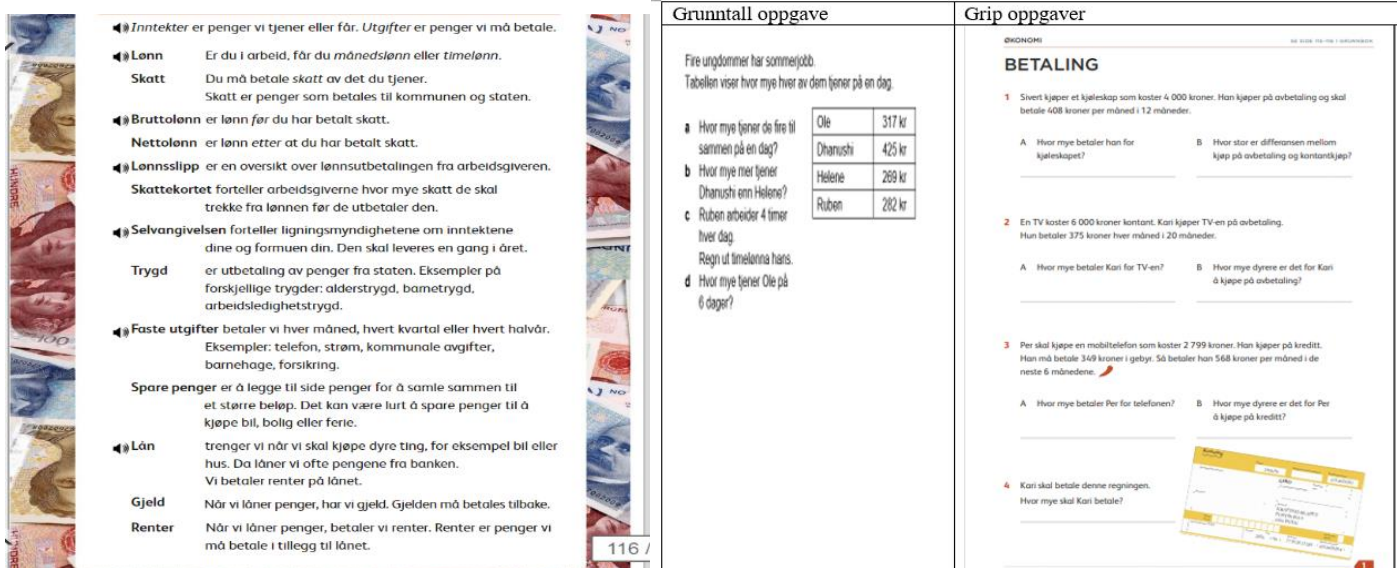 Inntekter er penger vi tjener eller får. Utgifter er penger vi må betale.
Lønn Er du i arbeid, får du månedslønn eller timelønn.
Skatt Du må betale skatt av det du tjener.
Skatt er penger som betales til kommunen og staten.
Bruttolønn er lønn før du har betalt skatt.
Nettolønn er lønn etter at du har betalt skatt.
Lønnsslipp er en oversikt over lønnsutbetalingen fra arbeidsgiveren.
Skattekortet forteller arbeidsgiverne hvor mye skatt de skal
trekke fra lønnen før de utbetaler den.
Selvangivelsen forteller ligningsmyndighetene om inntektene
dine og formuen din. Den skal leveres en gang i året.
Trygd er utbetaling av penger fra staten. Eksempler på
forskjellige trygder: alderstrygd, barnetrygd,
arbeidsledighetstrygd.
Faste utgifter betaler vi hver måned, hvert kvartal eller hvert halvår.
Eksempler: telefon, strøm, kommunale avgifter,
barnehage, forsikring.
Spare penger er å legge til side penger for å samle sammen til
et større beløp. Det kan være lurt å spare penger til å
kjøpe bil, bolig eller ferie.
Lån trenger vi når vi skal kjøpe dyre ting, for eksempel bil eller
hus. Da låner vi ofte pengene fra banken.
Vi betaler renter på lånet.
Gjeld Når vi låner penger, har vi gjeld. Gjelden må betales tilbake.
Renter Når vi låner penger, betaler vi renter. Renter er penger vi
må betale i tillegg til lånet.
116 /
Grunntall oppgave
Fire ungdommer har sommerjobb.
Tabellen viser hvor mye hver av dem tjener på en dag.
a Hvor mye tjener de fire til
sammen på en dag?
b Hvor mye mer tjener
Dhanushi enn Helene?
c Ruben arbeider 4 timer
hver dag.
Regn ut timelønna hans.
d Hvor mye tjener Ole på
6 dager?
Ole 317 kr
Dhanushi 425 kr
Helene 269 kr
Ruben 282 kr
Grip oppgaver
ØKONOMI
BETALING
1 Sivert kjøper et kjøleskap som koster 4 000 kroner. Han kjøper på avbetaling og skal
betale 408 kroner per måned i 12 måneder.
A Hvor mye betaler han for
kjøleskapet?
B Hvor stor er differansen mellom
kjøp på avbetaling og kontantkjøp?
2 En TV koster 6 000 kroner kontant. Kari kjøper TV-en på avbetaling.
Hun betaler 375 kroner hver måned i 20 måneder.
A Hvor mye betaler Kari for TV-en?
B Hvor mye dyrere er det for Kari
å kjøpe på avbetaling?
3 Per skal kjøpe en mobiltelefon som koster 2 799 kroner. Han kjøper på kreditt.
Han må betale 349 kroner i gebyr. Så betaler han 568 kroner per måned i de
neste 6 månedene.
A Hvor mye betaler Per for telefonen?
B Hvor mye dyrere er det for Per
å kjøpe på kreditt?
4 Kari skal betale denne regningen.
Hvor mye skal Kari betale?
1